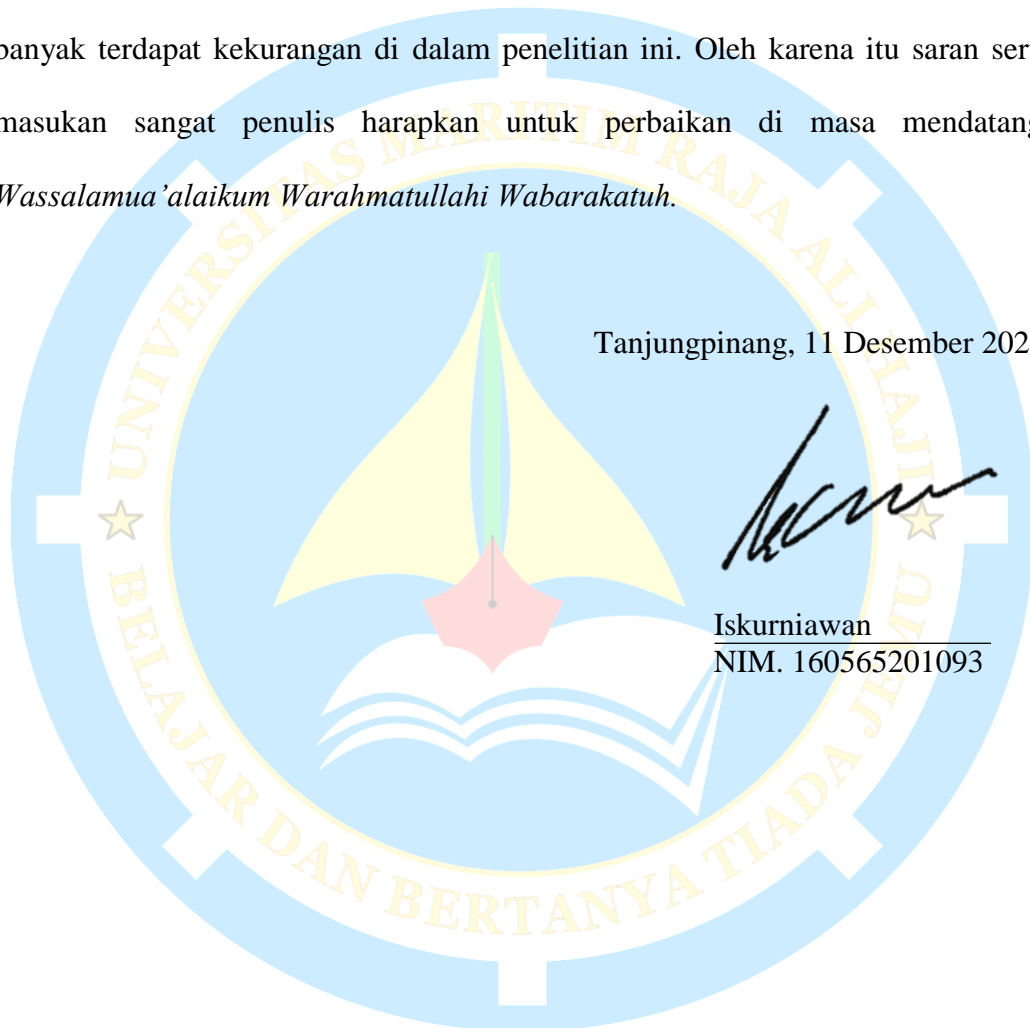 banyak terdapat kekurangan di dalam penelitian ini. Oleh karena itu saran ser
masukan sangat penulis harapkan untuk perbaikan di masa mendatang
Wassalamua’alaikum Warahmatullahi Wabarakatuh.
Tanjungpinang, 11 Desember 202
Iskurniawan
NIM. 160565201093
UNIVERSITAS MARITIM RAJA ALI HAJI
BELAJAR DAN BERTANYA TIADA JEMU